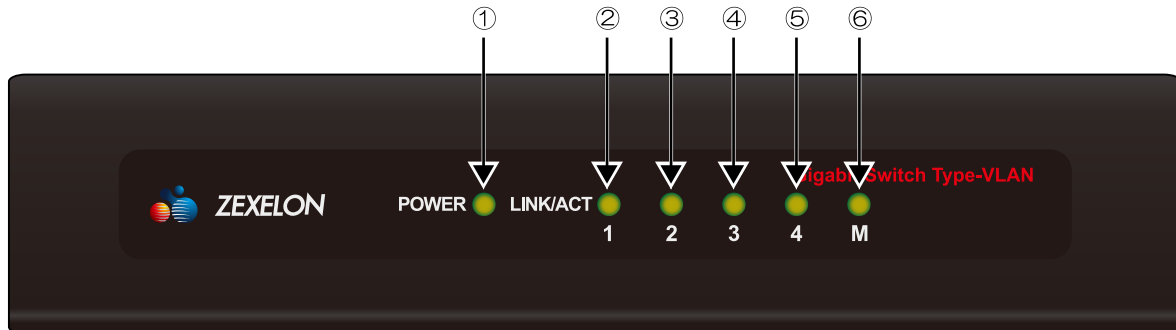 ① ② ③ ④ ⑤ ⑥
Switch Type-VLAN
ZEXELON POWER LINK/ACT
1 2 3 4 M